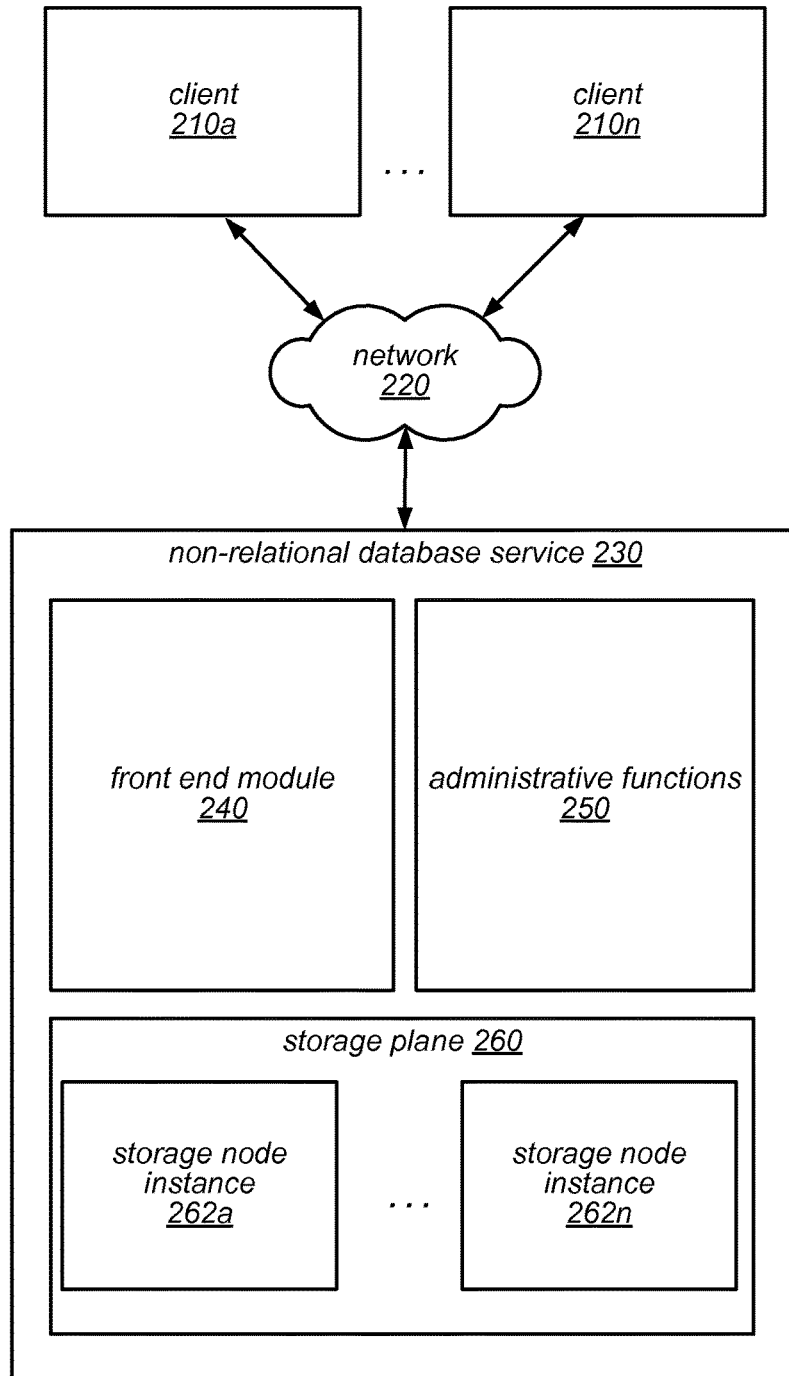 client
210a
client
210n
. . .
network
220
non-relational database service 230
front end module
240
administrative functions
250
storage plane 260
storage node
instance
262a
. . .
storage node
instance
262n